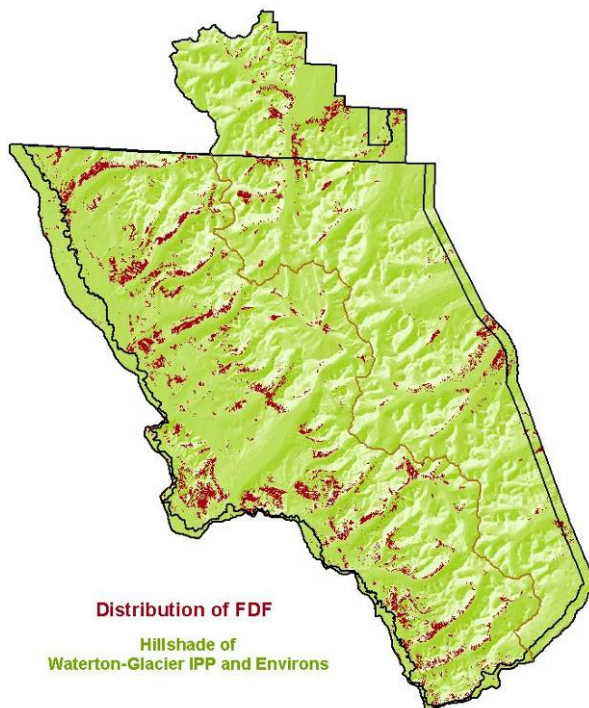 Distribution of FDF
Hillshade of
Waterton-Glacier IPP and Environs